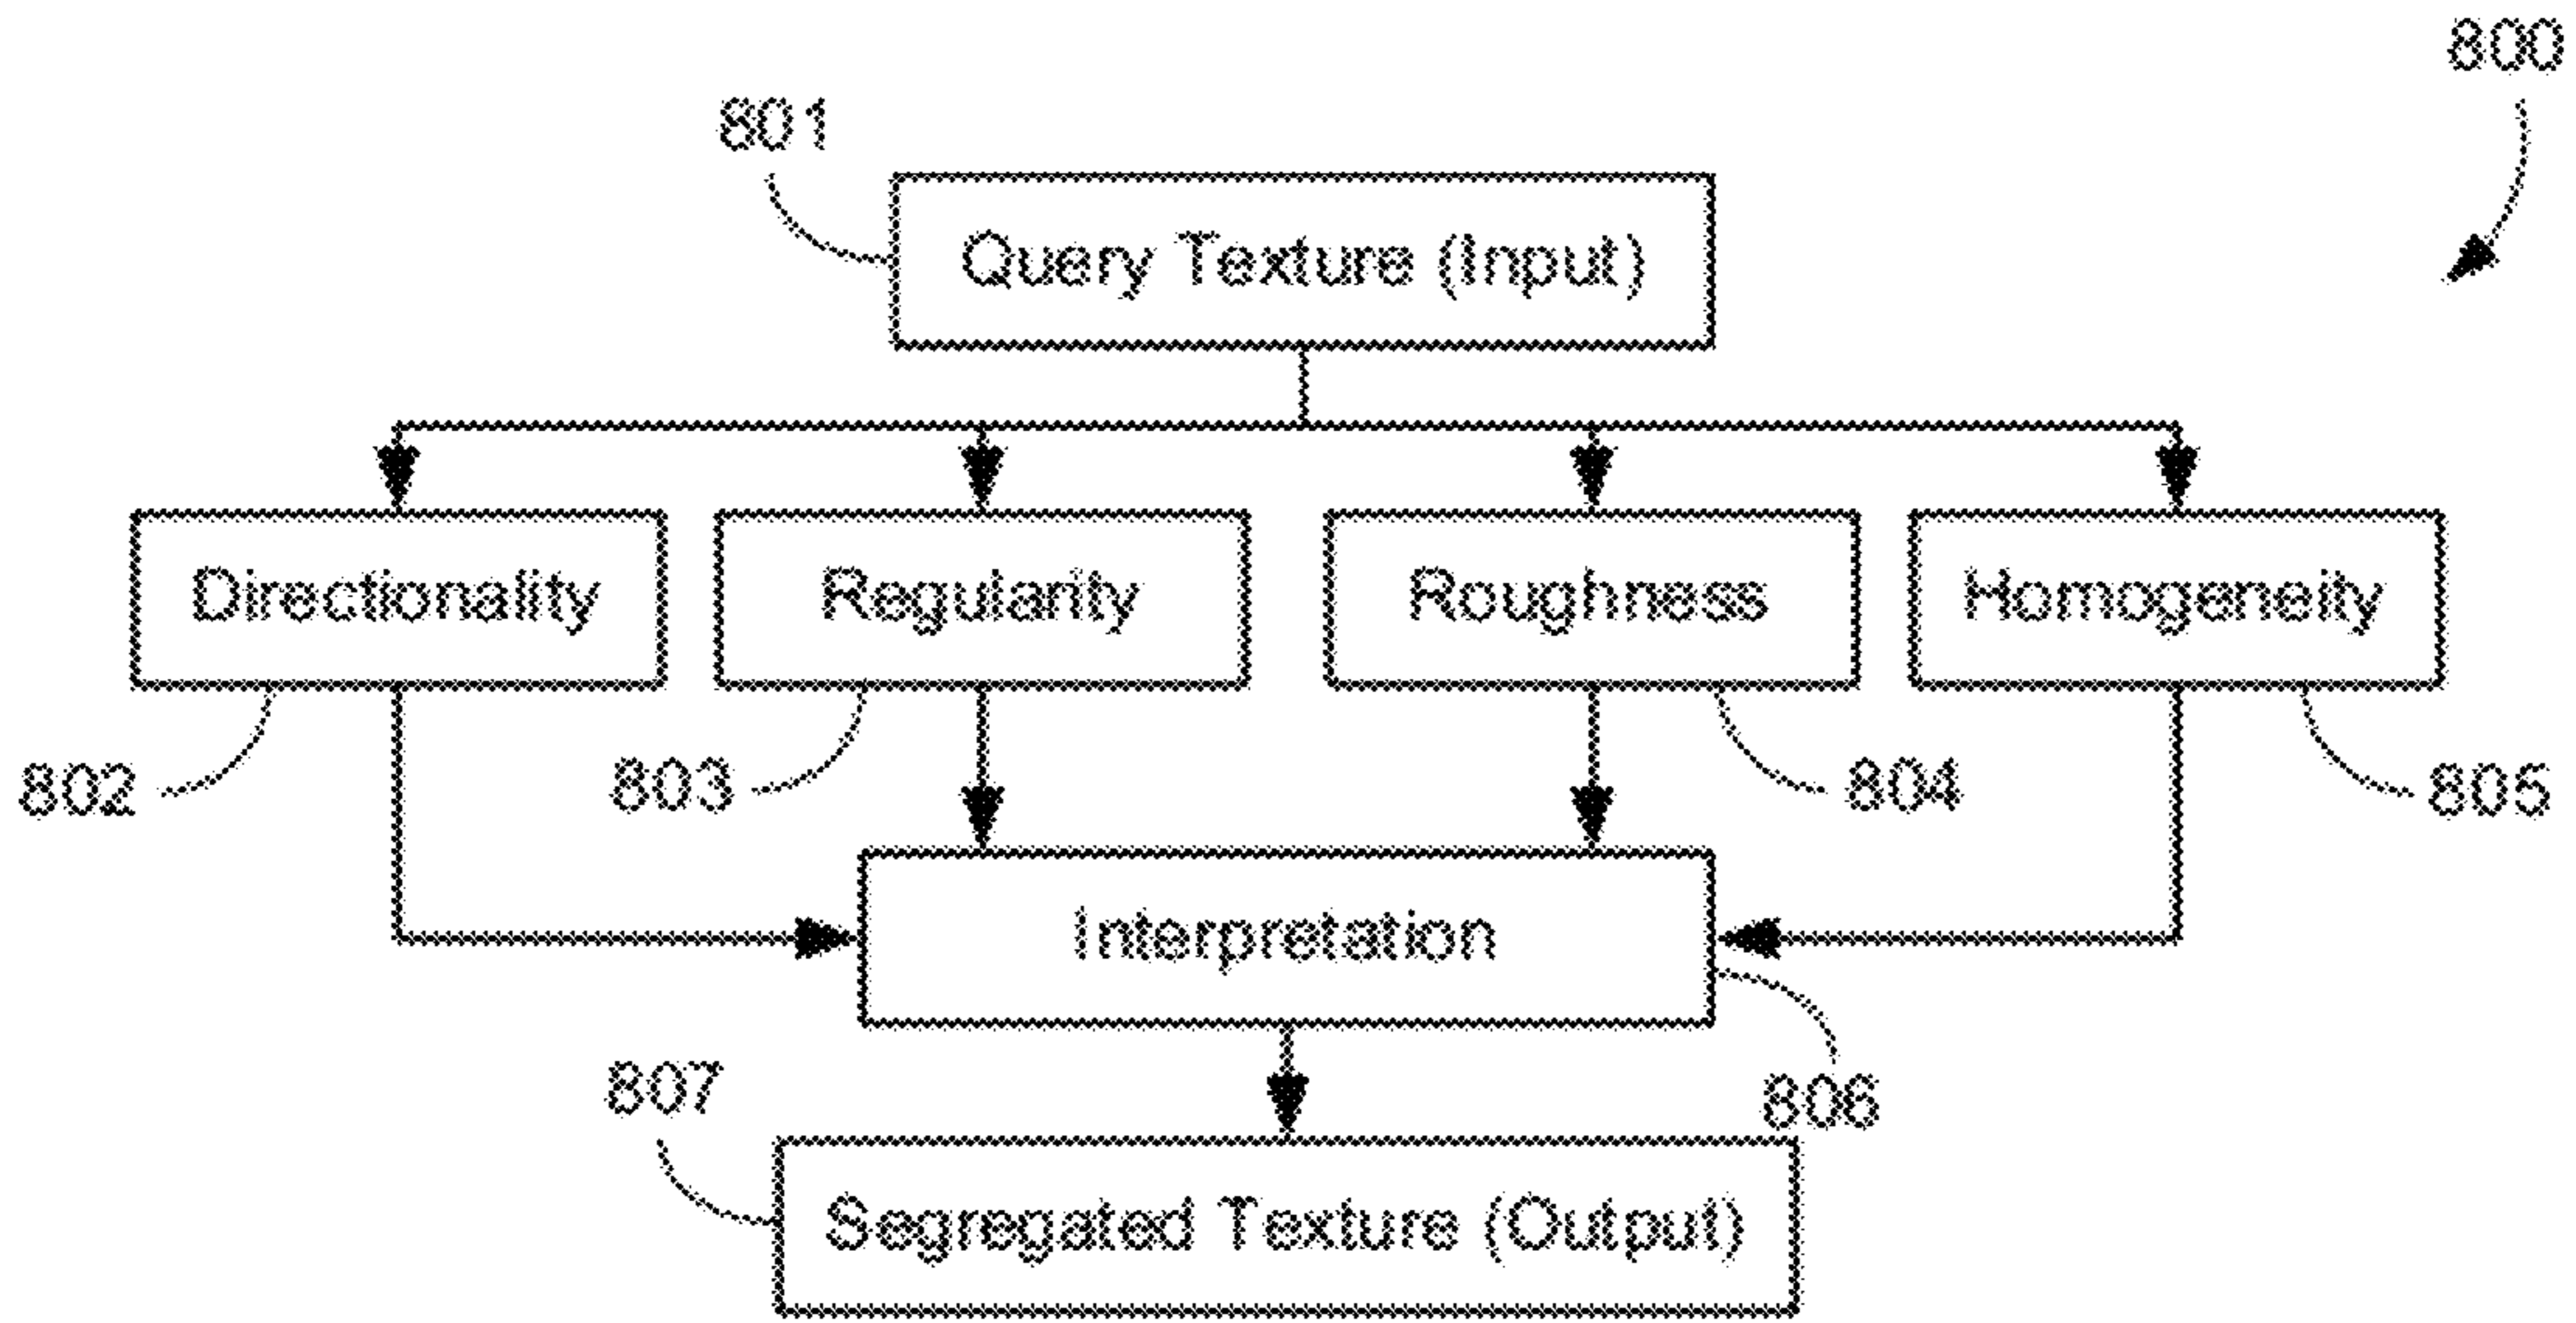 800
801
Query Texture (Input)
Directionality
Regularity
Roughness
Homogeneity
802
803
804
805
Interpretation
807
806
Segregated Texture (Output)